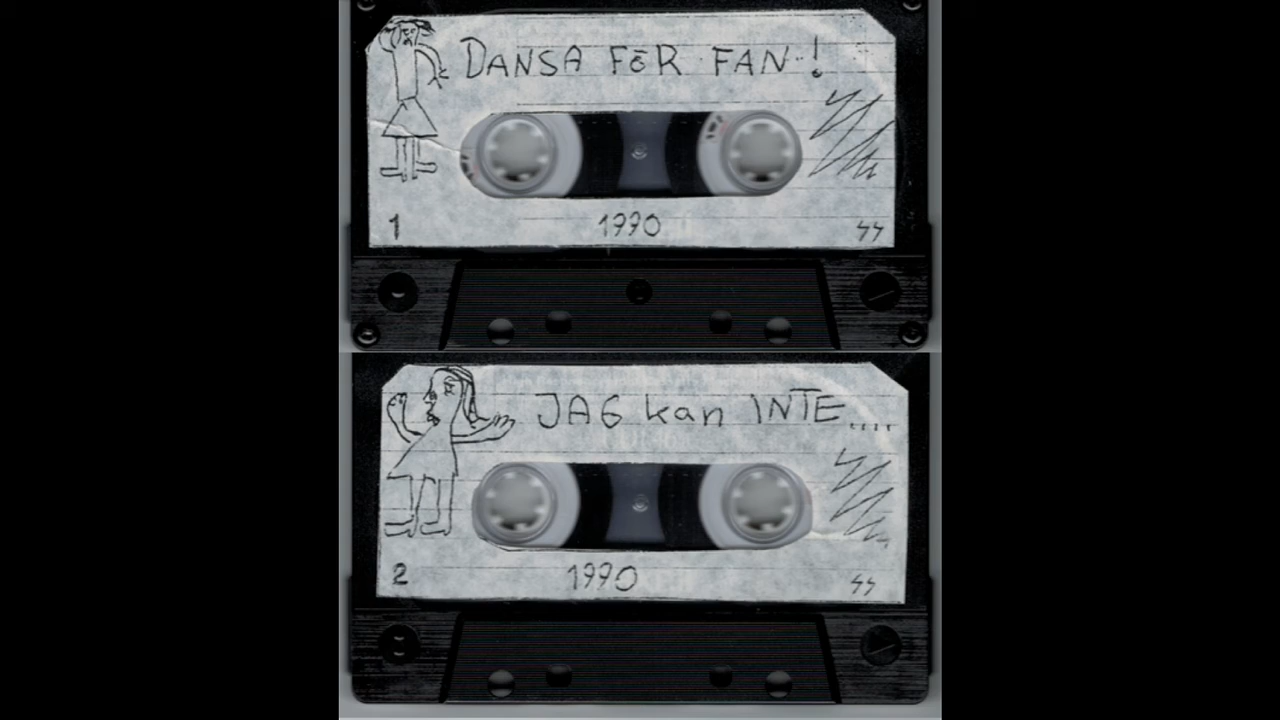 DANSA FÖR FAN!
1
1990
SS
JAG kan INTE....
2
1990
SS